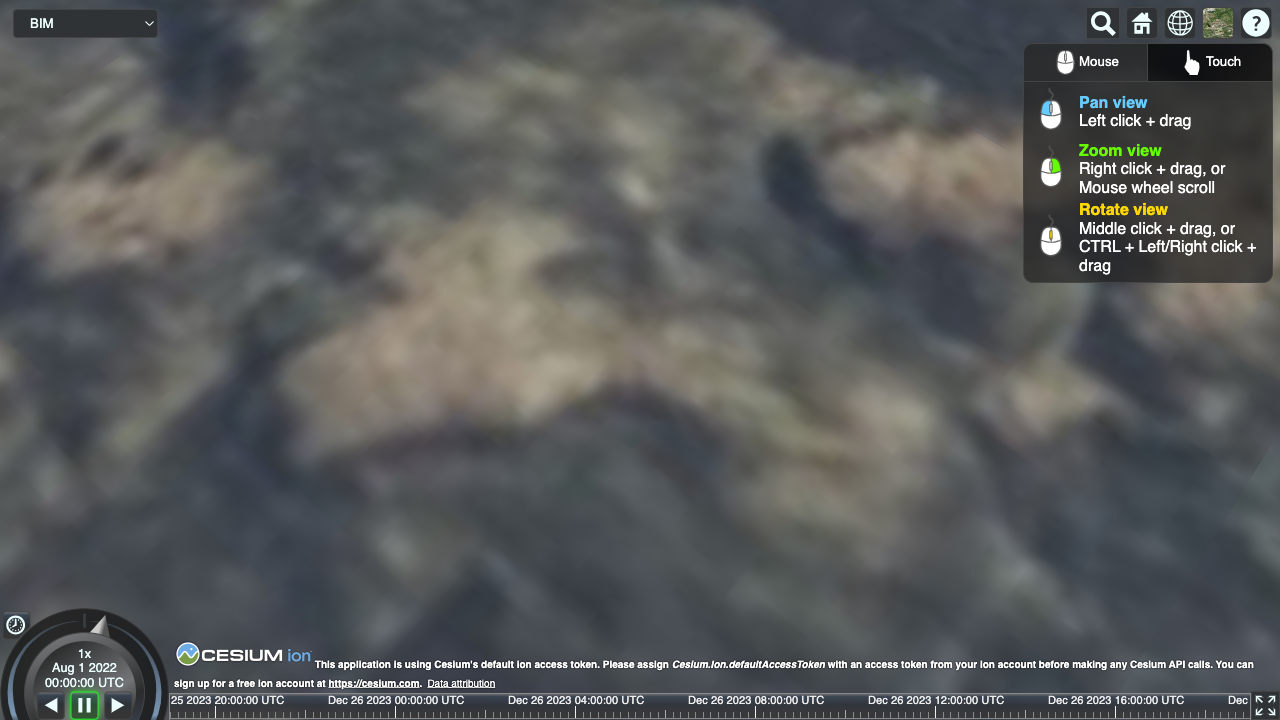 BIM
?
Mouse
Touch
Pan view
Left click + drag
Zoom view
Right click + drag, or
Mouse wheel scroll
Rotate view
Middle click + drag, or
CTRL + Left/Right click +
drag
1x
Aug 1 2022
00:00:00 UTC
CESIUM ion
This application is using Cesium's default ion access token. Please assign Cesium.Ion.defaultAccessToken with an access token from your ion account before making any Cesium API calls. You can
sign up for a free ion account at https://cesium.com. Data attribution
25 2023 20:00:00 UTC
Dec 26 2023 00:00:00 UTC
Dec 26 2023 04:00:00 UTC
Dec 26 2023 08:00:00 UTC
Dec 26 2023 12:00:00 UTC
Dec 26 2023 16:00:00 UTC
Dec